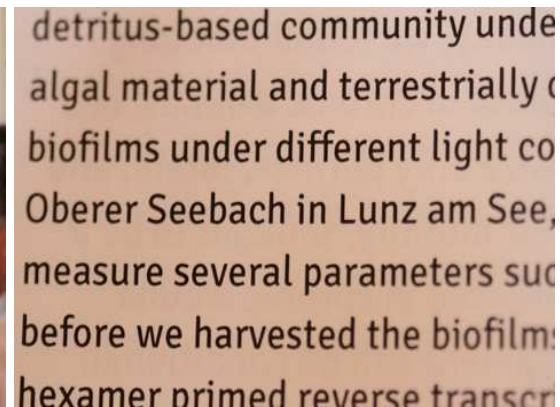 detritus-based community unde
algal material and terrestrially
biofilms under different light co
Oberer Seebach in Lunz am See,
measure several parameters suc
before we harvested the biofilms
hexamer primed reverse transcr